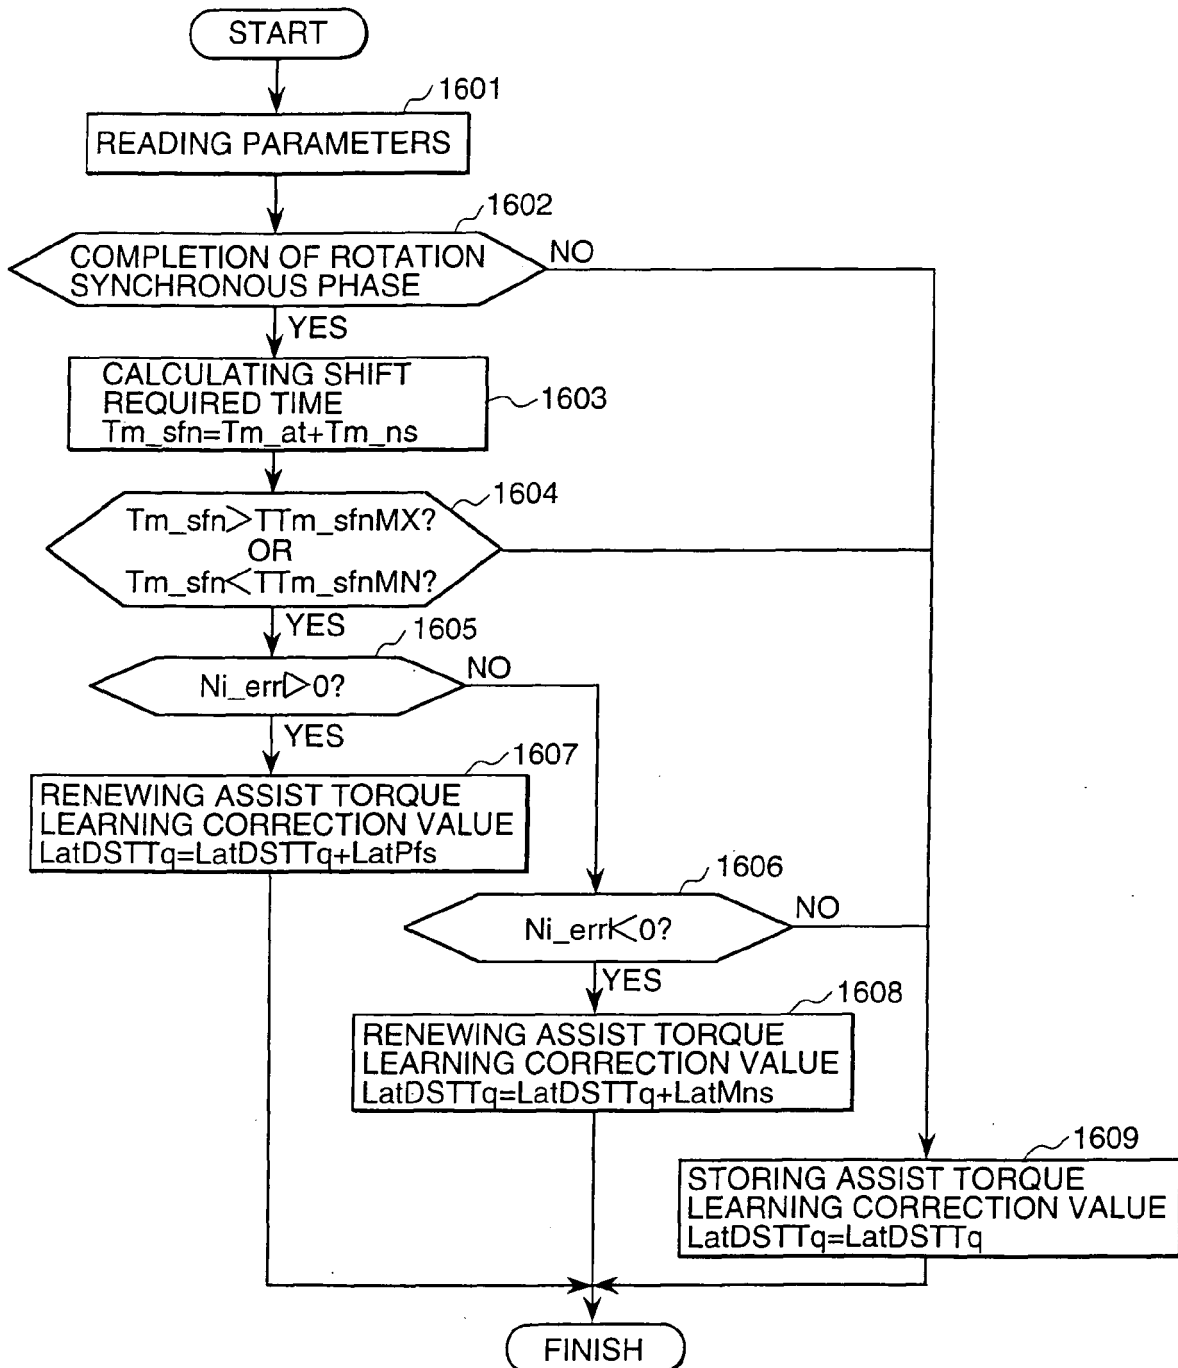 START
1601
READING PARAMETERS
1602
COMPLETION OF ROTATION
SYNCHRONOUS PHASE
NO
YES
CALCULATING SHIFT
REQUIRED TIME
Tm_sfn=Tm_at+Tm_ns
1603
1604
Tm_sfn>TTm_sfnMX?
OR
Tm_sfn<TTm_sfnMN?
YES
1605
Ni_err>0?
NO
YES
1607
RENEWING ASSIST TORQUE
LEARNING CORRECTION VALUE
LatDSTTq=LatDSTTq+LatPfs
1606
Ni_err<0?
NO
YES
1608
RENEWING ASSIST TORQUE
LEARNING CORRECTION VALUE
LatDSTTq=LatDSTTq+LatMns
1609
STORING ASSIST TORQUE
LEARNING CORRECTION VALUE
LatDSTTq=LatDSTTq
FINISH